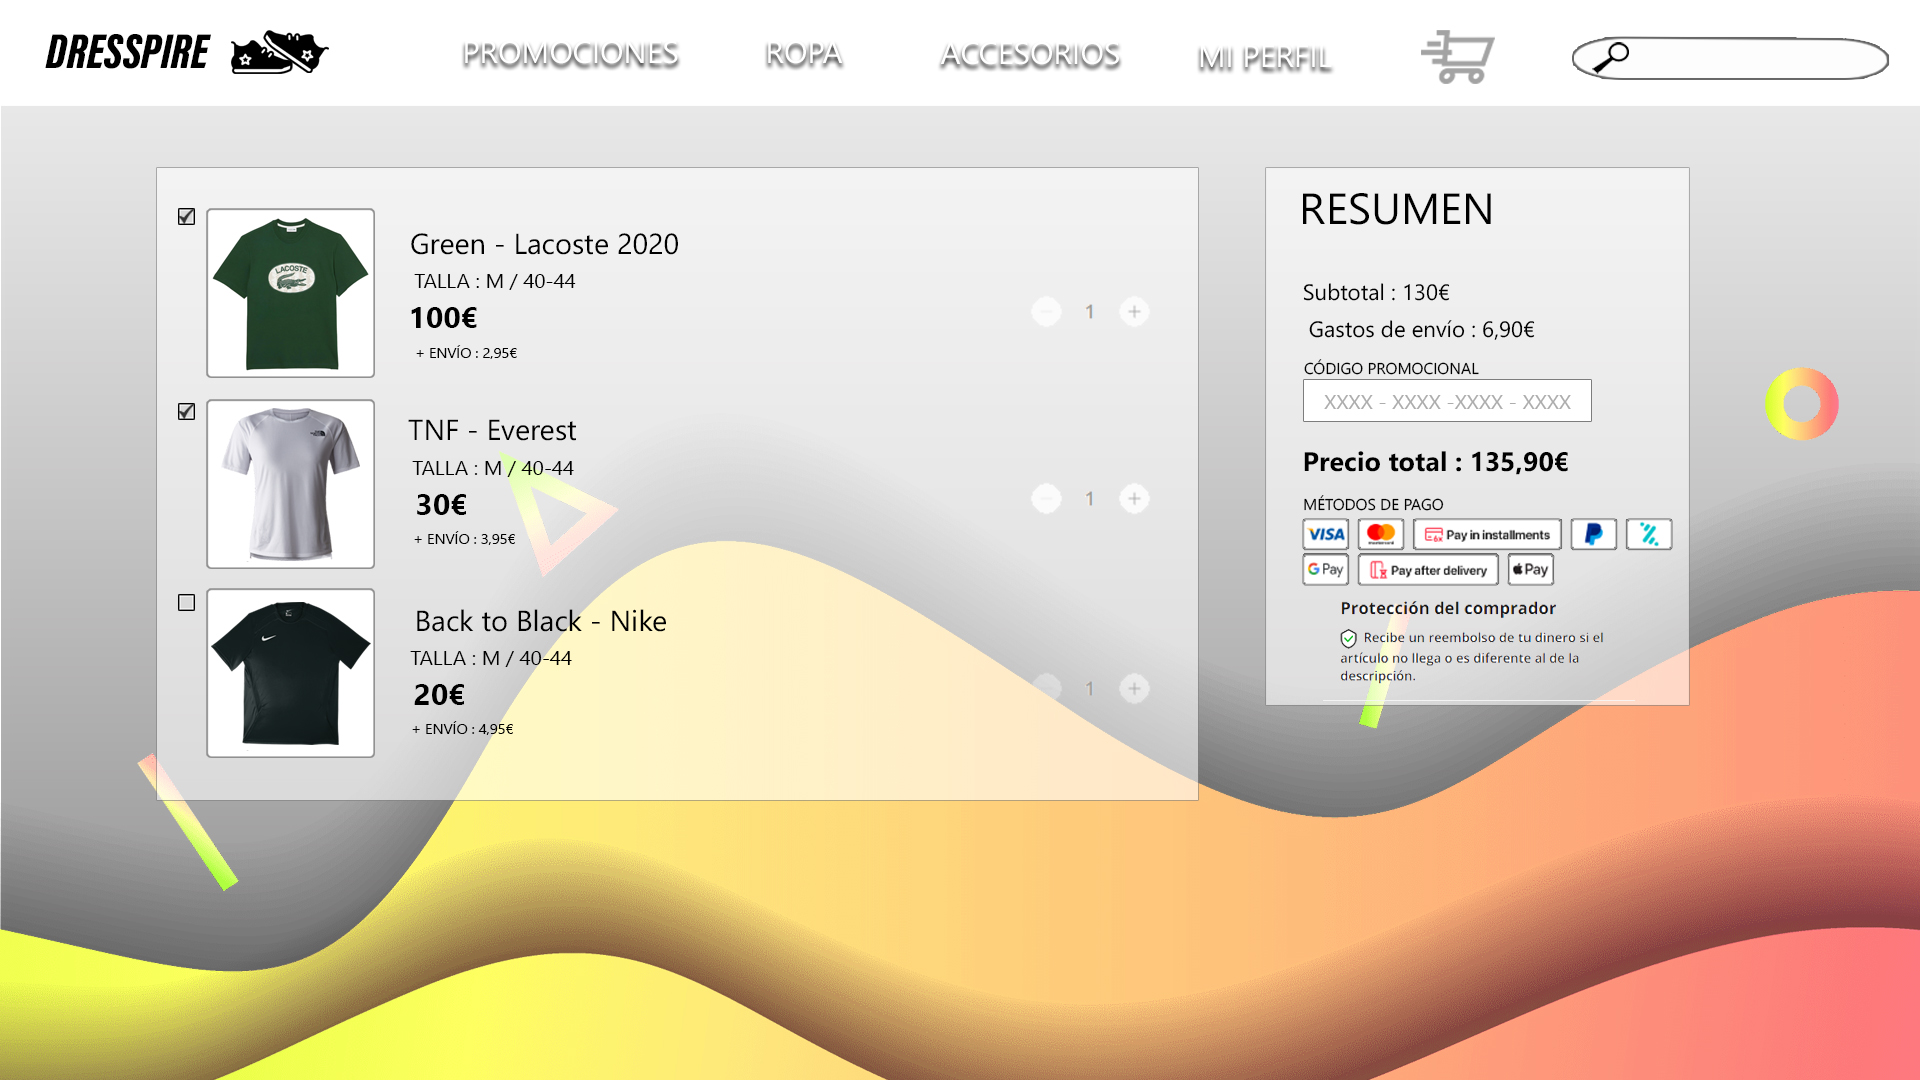 DRESSPIRE
PROMOCIONES
ROPA
ACCESORIOS
MI PERFIL
LACOSTE
Green - Lacoste 2020
TALLA : M / 40-44
100€
+ ENVÍO : 2,95€
1
TNF - Everest
TALLA : M / 40-44
30€
+ ENVÍO : 3,95€
1
Back to Black - Nike
TALLA : M / 40-44
20€
+ ENVÍO : 4,95€
1
RESUMEN
Subtotal : 130€
Gastos de envío : 6,90€
CÓDIGO PROMOCIONAL
XXXX - XXXX -XXXX - XXXX
Precio total : 135,90€
MÉTODOS DE PAGO
VISA
Pay in installments
G Pay
Pay after delivery
Pay
Protección del comprador
Recibe un reembolso de tu dinero si el
artículo no llega o es diferente al de la
descripción.